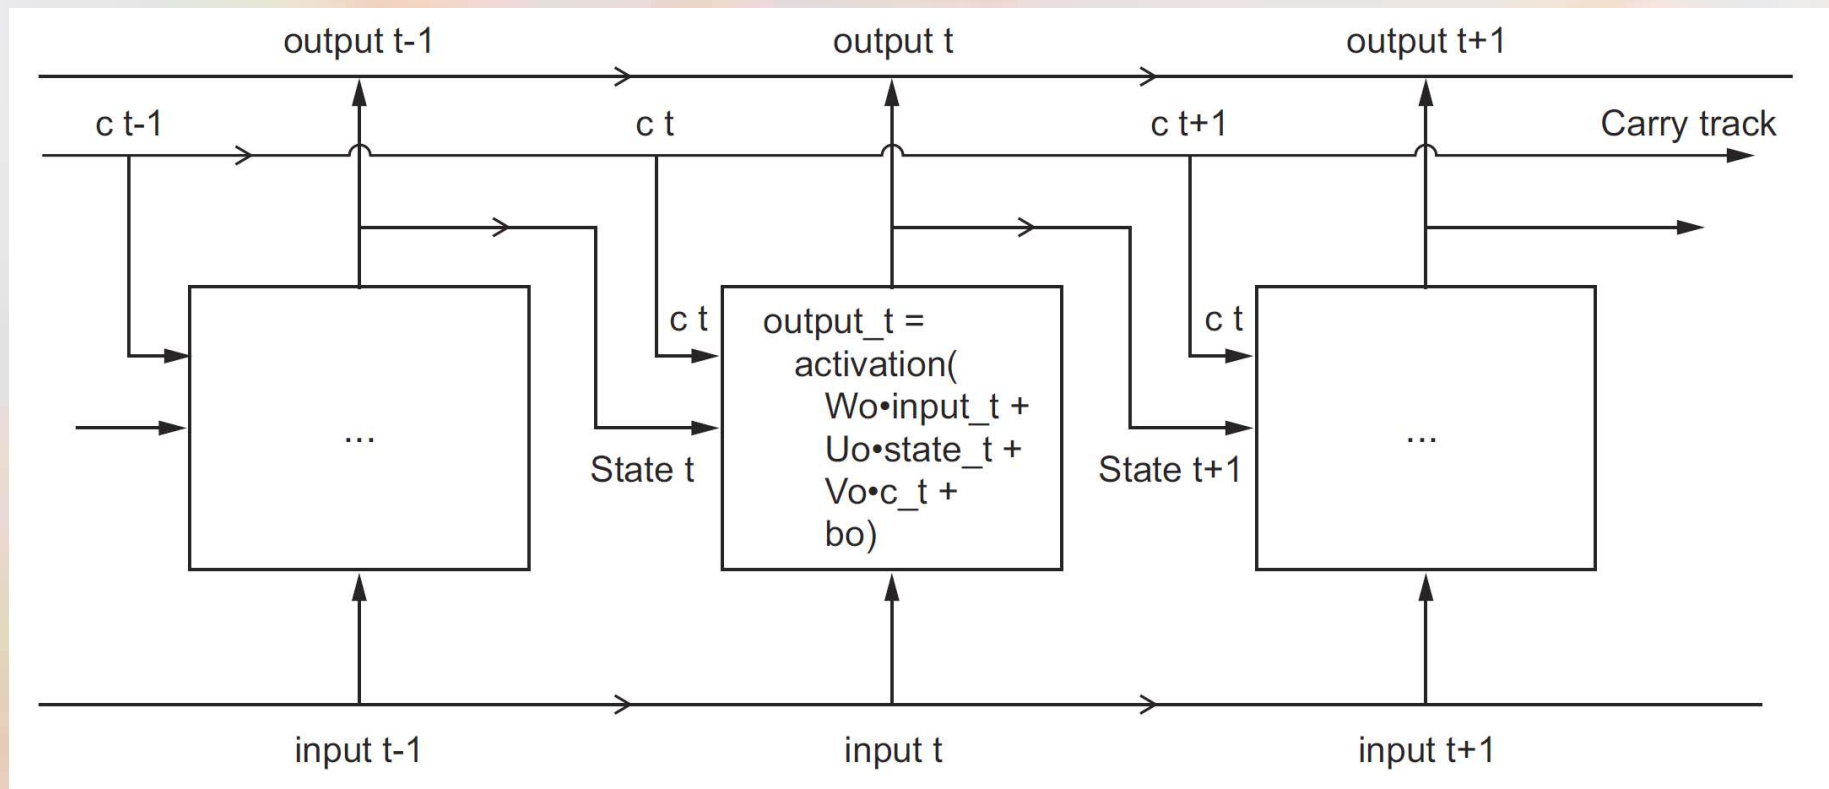 output t-1
output t
output t+1
c t-1
c t
c t+1
Carry track
c t
output_t =
activation(
Wo•input_t +
Uo•state_t +
Vo•c_t +
bo)
c t
...
...
State t
State t+1
input t-1
input t
input t+1